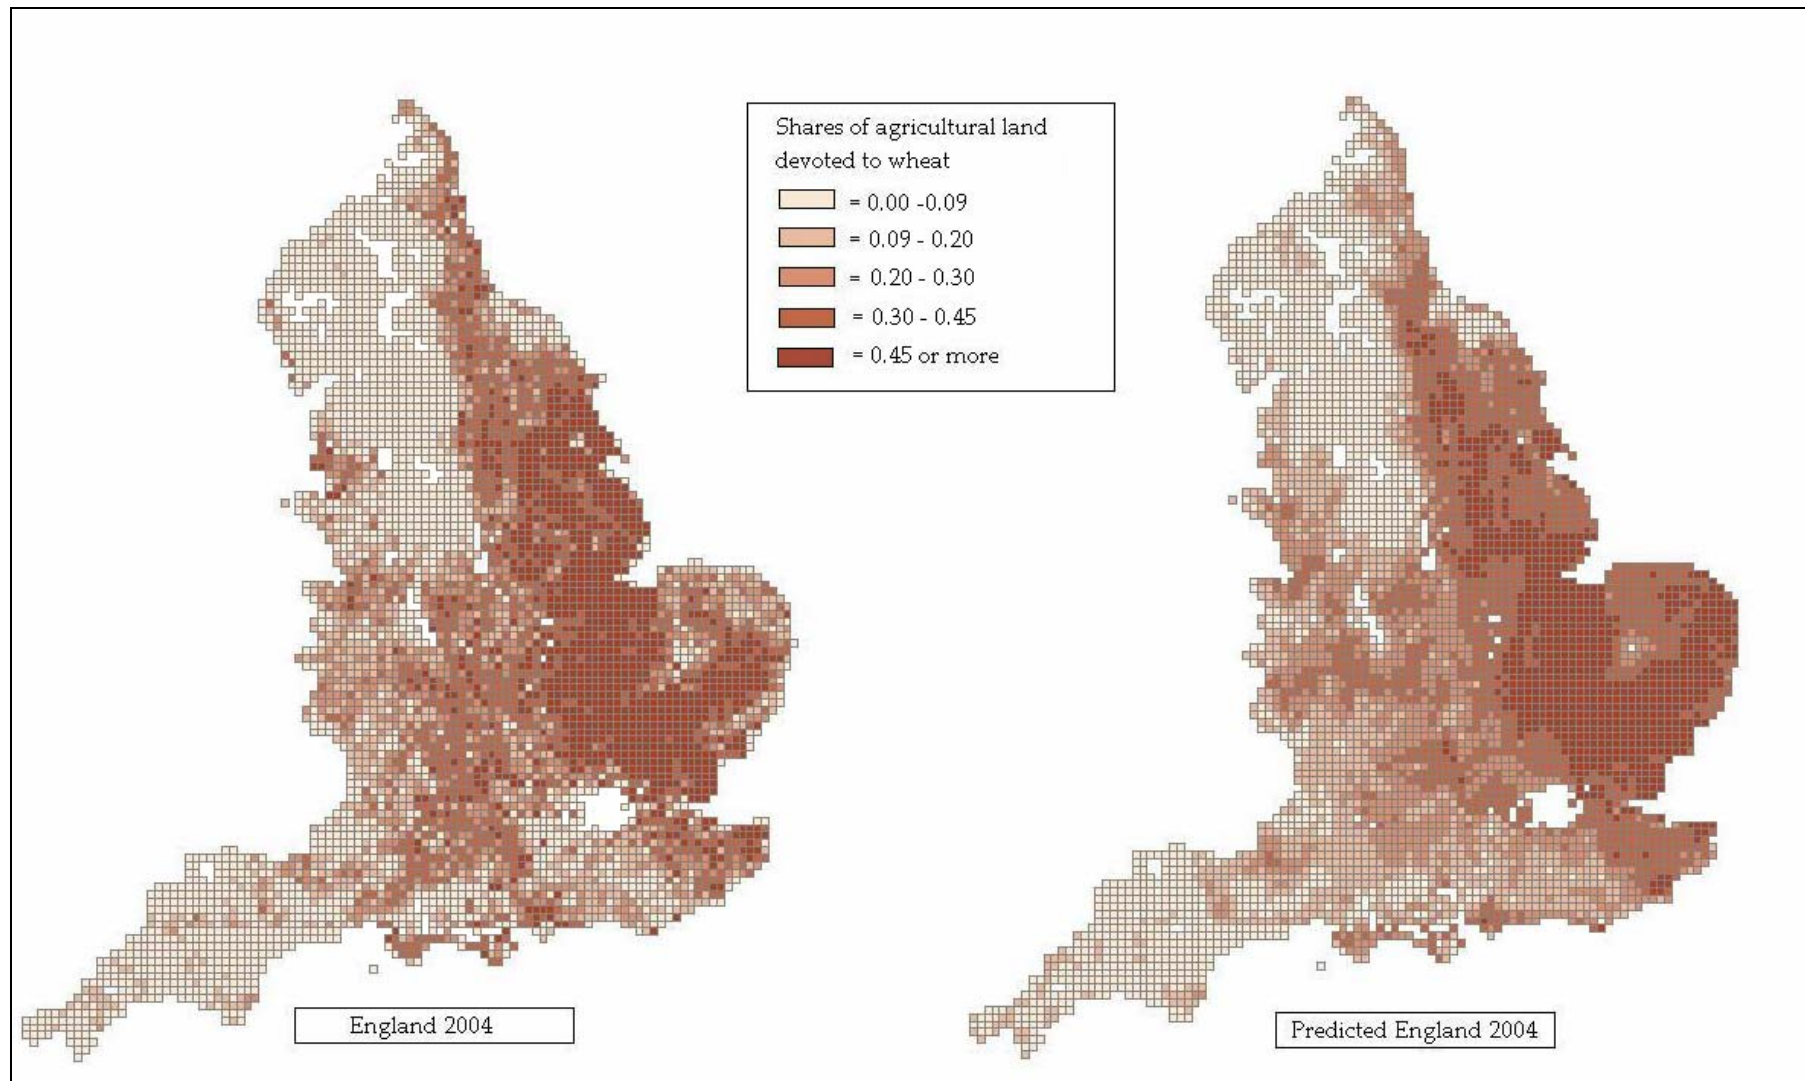 Shares of agricultural land
devoted to wheat
= 0.00 -0.09
= 0.09 - 0.20
= 0.20 - 0.30
= 0.30 - 0.45
= 0.45 or more
England 2004
Predicted England 2004